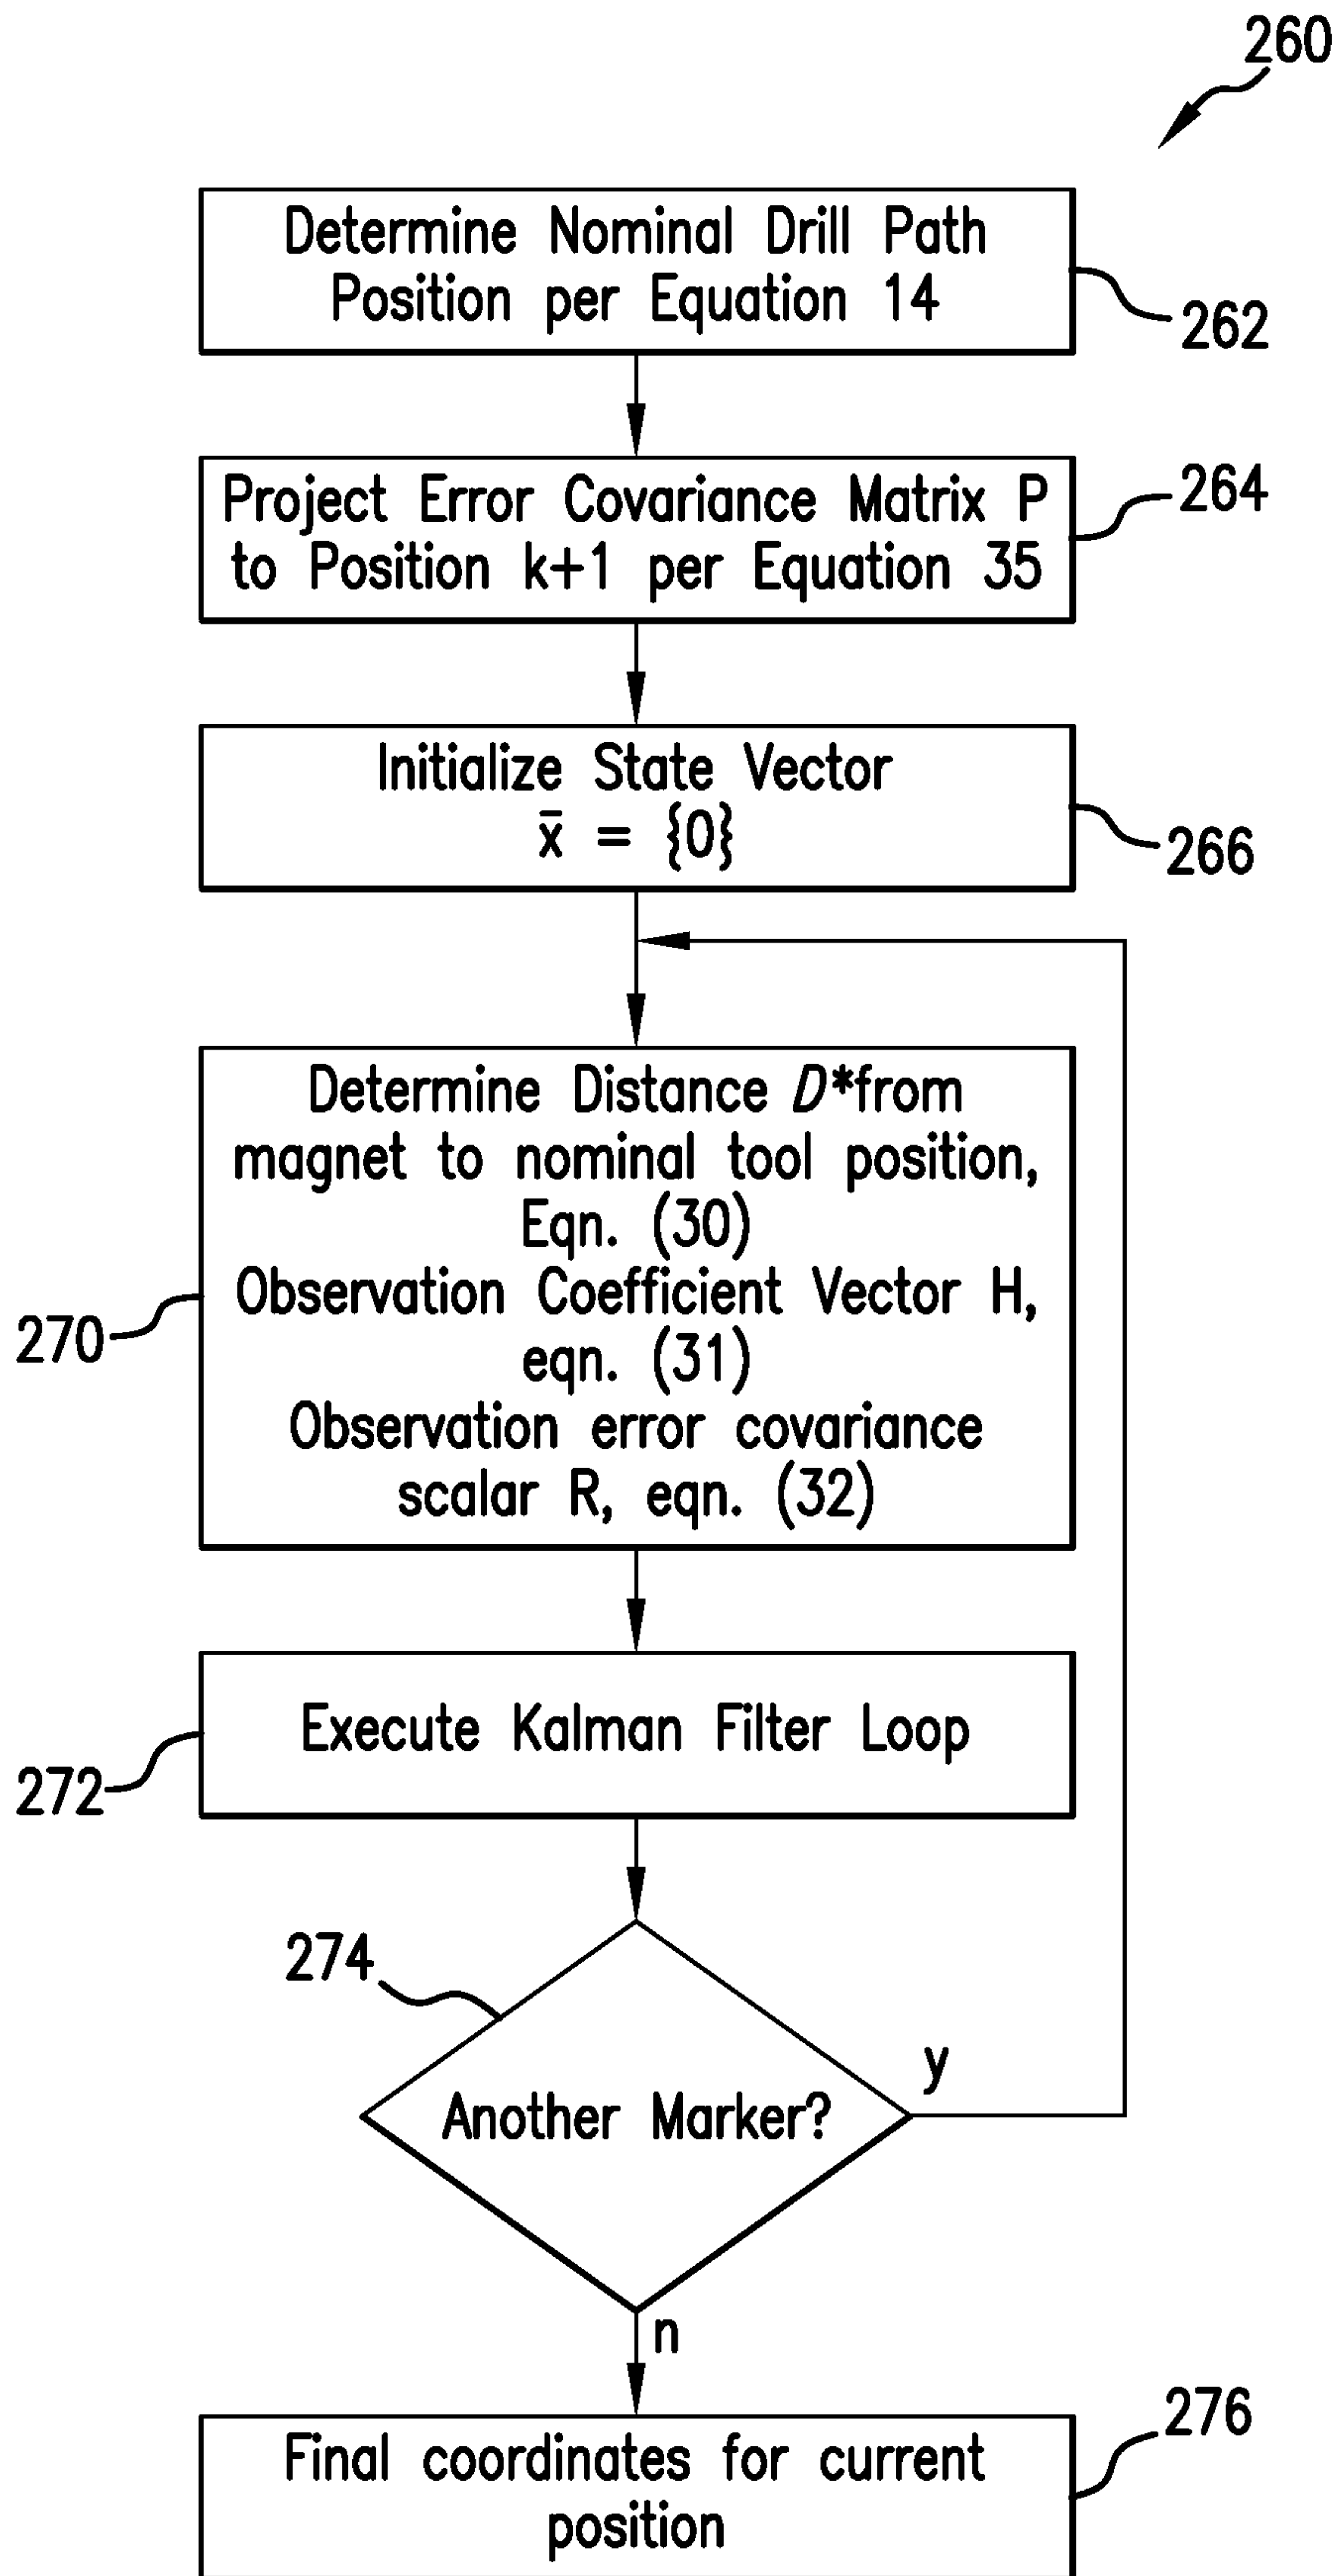 260
Determine Nominal Drill Path
Position per Equation 14
262
Project Error Covariance Matrix P
to Position k+1 per Equation 35
264
Initialize State Vector
x̄ = {0}
266
Determine Distance D*from
magnet to nominal tool position,
Eqn. (30)
Observation Coefficient Vector H,
eqn. (31)
Observation error covariance
scalar R, eqn. (32)
270
Execute Kalman Filter Loop
272
274
Another Marker?
y
n
Final coordinates for current
position
276